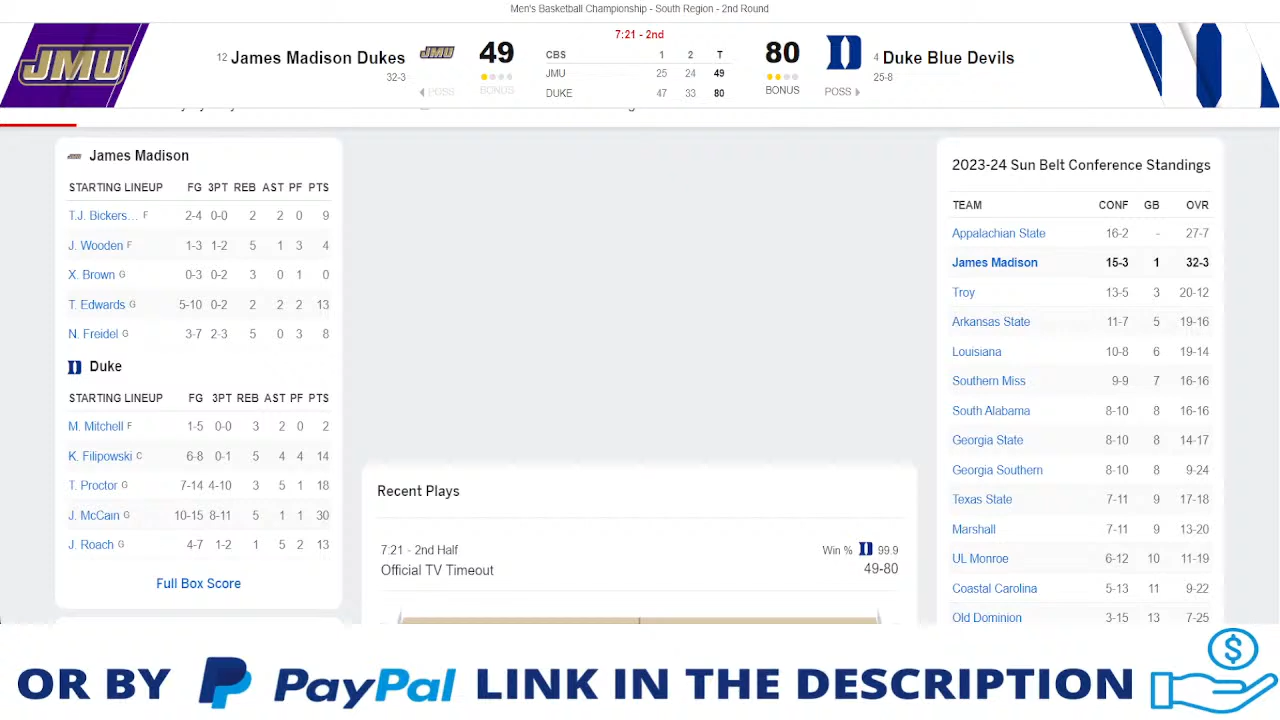 Men's Basketball Championship - South Region - 2nd Round
JMU
12 James Madison Dukes
32-3
JMU
49
POSS
BONUS
7:21 - 2nd
CBS 1 2 T
JMU 25 24 49
DUKE 47 33 80
80
BONUS
4 Duke Blue Devils
25-8
POSS
James Madison
STARTING LINEUP FG 3PT REB AST PF PTS
T.J. Bickers... F 2-4 0-0 2 2 0 9
J. Wooden F 1-3 1-2 5 1 3 4
X. Brown G 0-3 0-2 3 0 1 0
T. Edwards G 5-10 0-2 2 2 2 13
N. Freidel G 3-7 2-3 5 0 3 8
Duke
STARTING LINEUP FG 3PT REB AST PF PTS
M. Mitchell F 1-5 0-0 3 2 0 2
K. Filipowski C 6-8 0-1 5 4 4 14
T. Proctor G 7-14 4-10 3 5 1 18
J. McCain G 10-15 8-11 5 1 1 30
J. Roach G 4-7 1-2 1 5 2 13
Full Box Score
Recent Plays
7:21 - 2nd Half
Official TV Timeout
Win % 99.9
49-80
2023-24 Sun Belt Conference Standings
TEAM CONF GB OVR
Appalachian State 16-2 - 27-7
James Madison 15-3 1 32-3
Troy 13-5 3 20-12
Arkansas State 11-7 5 19-16
Louisiana 10-8 6 19-14
Southern Miss 9-9 7 16-16
South Alabama 8-10 8 16-16
Georgia State 8-10 8 14-17
Georgia Southern 8-10 8 9-24
Texas State 7-11 9 17-18
Marshall 7-11 9 13-20
UL Monroe 6-12 10 11-19
Coastal Carolina 5-13 11 9-22
Old Dominion 3-15 13 7-25
OR BY PayPal LINK IN THE DESCRIPTION